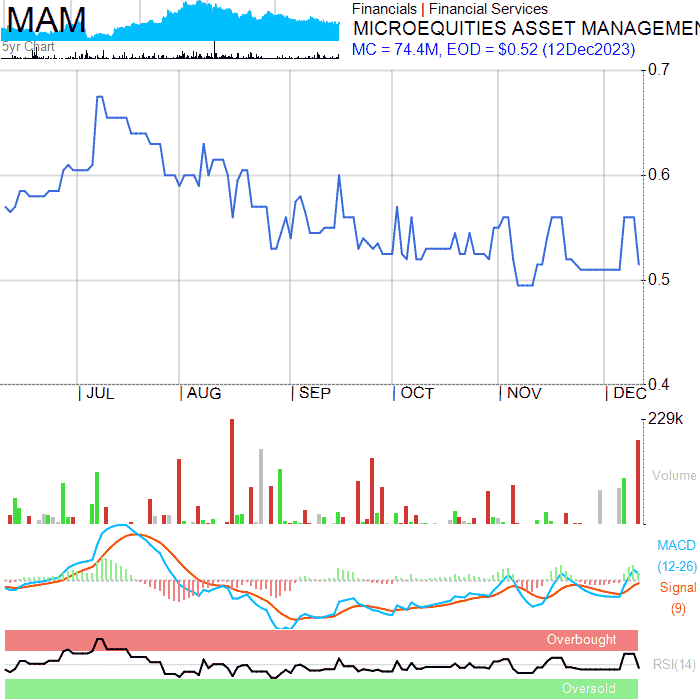 MAM
5yr Chart
Financials | Financial Services
MICROEQUITIES ASSET MANAGEMEN
MC = 74.4M, EOD = $0.52 (12Dec2023)
0.7
0.6
0.5
0.4
JUL
AUG
SEP
OCT
NOV
DEC
229k
Volume
MACD
(12-26)
Signal
(9)
Overbought
RSI(14)
Oversold